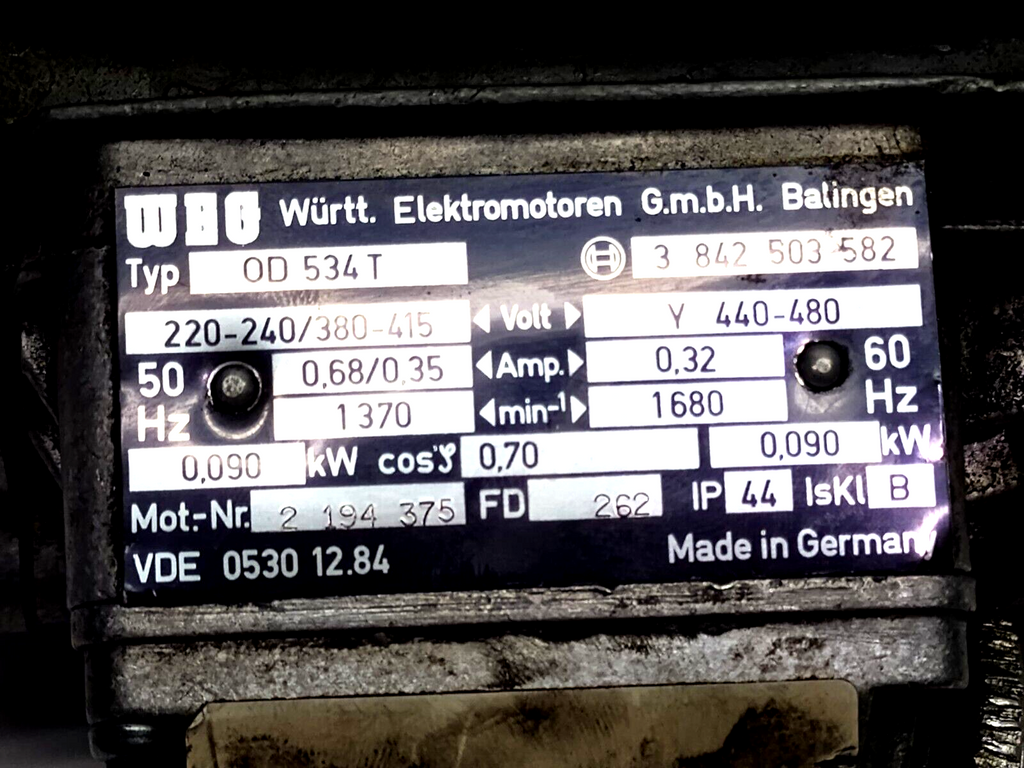 WEG Württ. Elektromotoren G.m.b.H. Balingen
Typ OD 534 T 3 842 503 582
220-240/380-415 Volt Y 440-480
50 Hz 0,68/0,35 Amp. 0,32 60 Hz
1370 min-¹ 1680
0,090 kW cosφ 0,70 0,090 kW
Mot.-Nr. 2 194 375 FD 262 IP 44 IsKl B
VDE 0530 12.84 Made in Germany